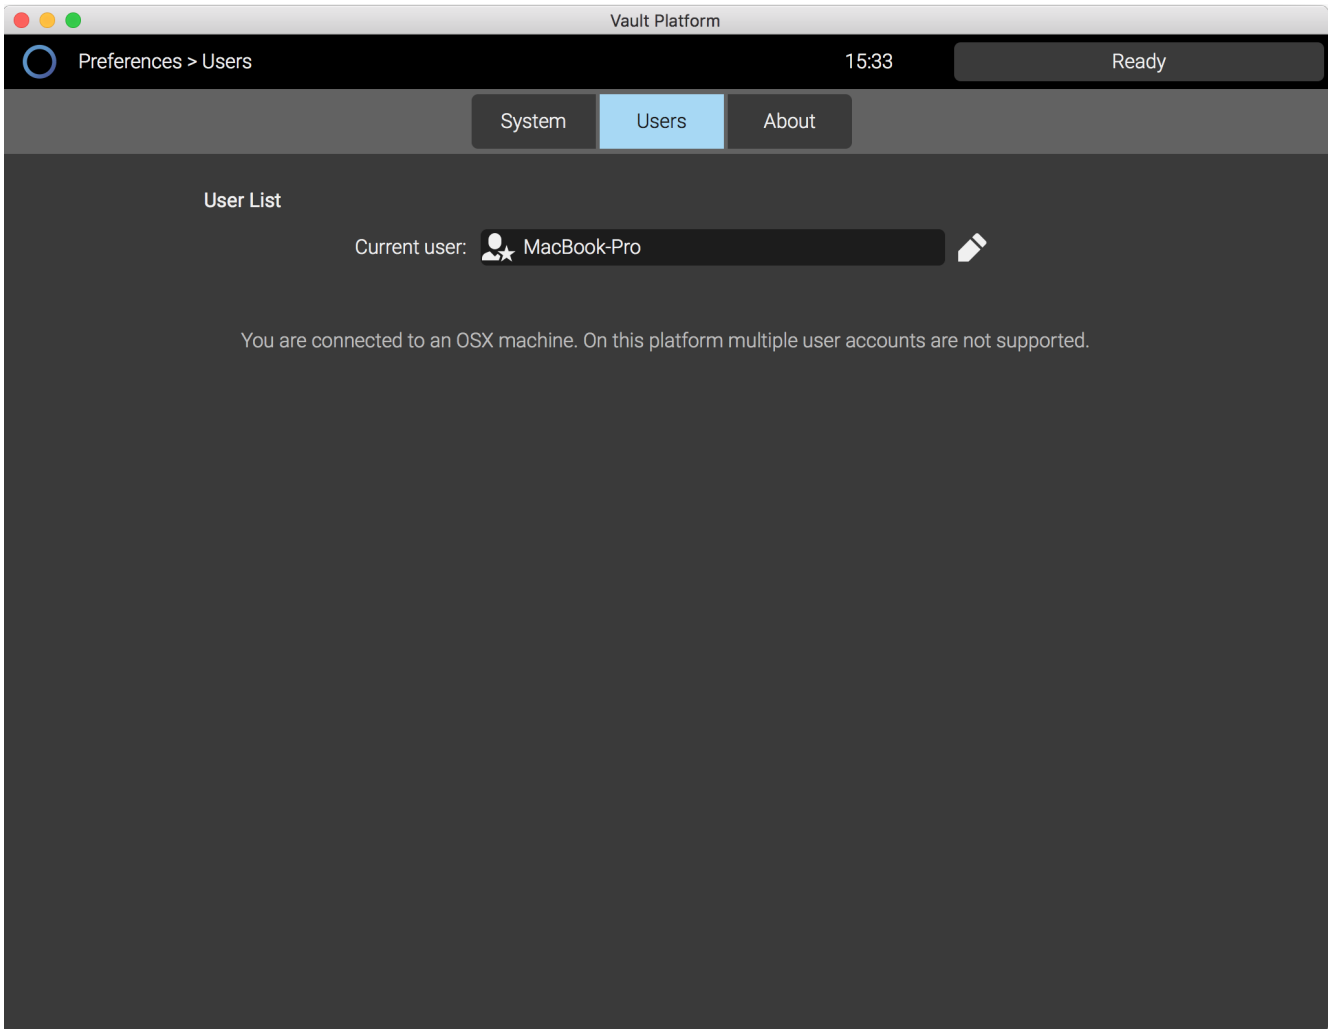 Vault Platform
Preferences > Users
15:33
Ready
System
Users
About
User List
Current user: MacBook-Pro
You are connected to an OSX machine. On this platform multiple user accounts are not supported.